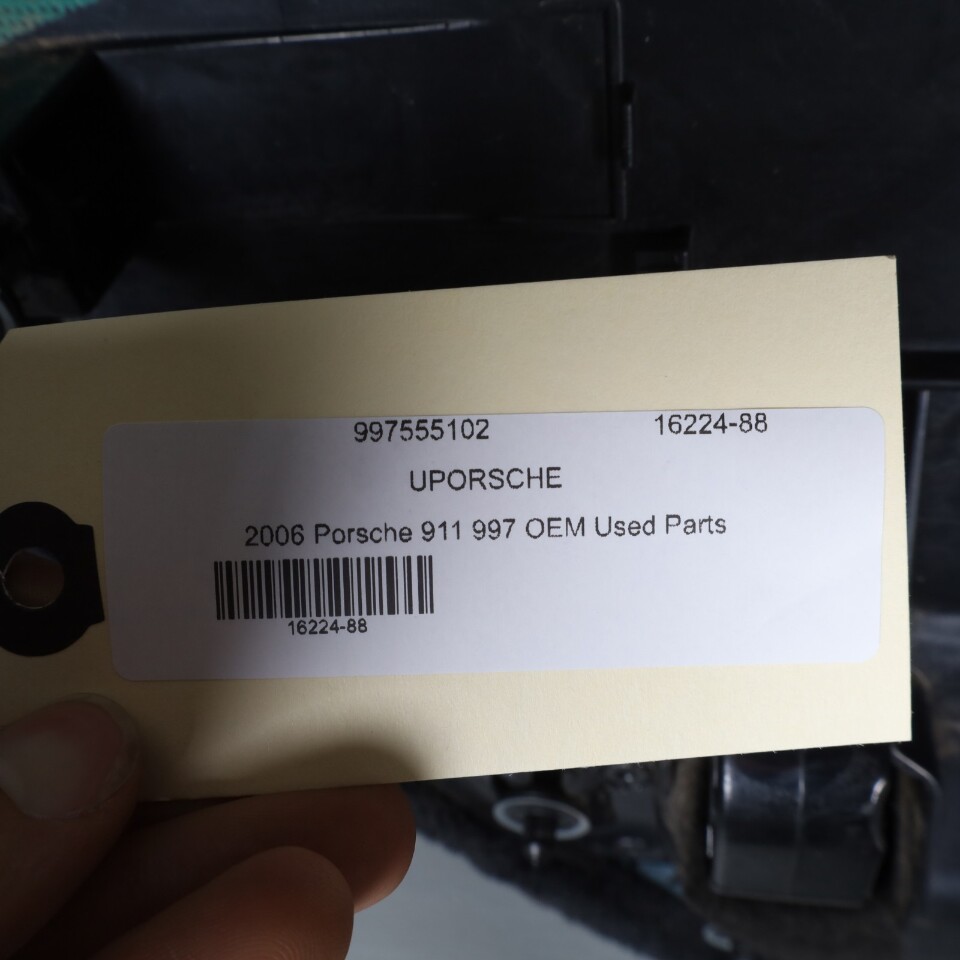 997555102 16224-88
UPORSCHE
2006 Porsche 911 997 OEM Used Parts
16224-88